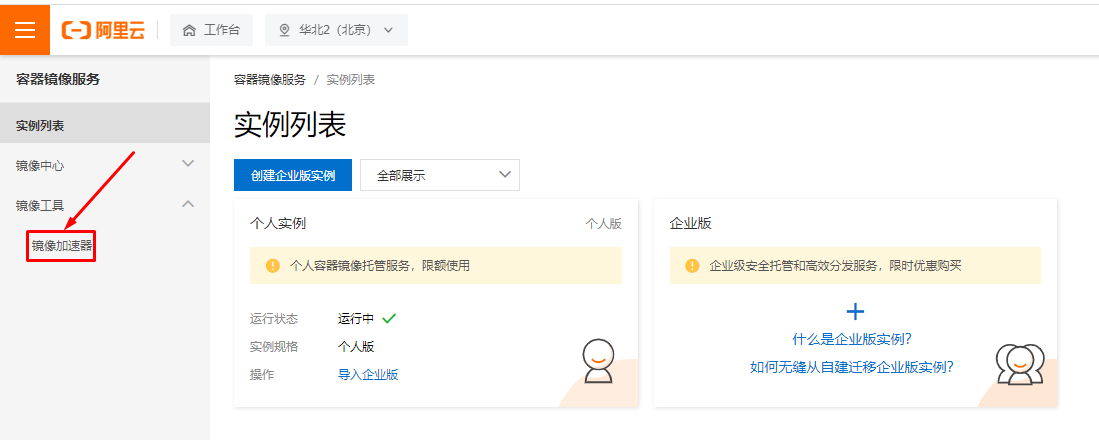 阿里云 工作台 华北2（北京）
容器镜像服务
实例列表
镜像中心
镜像工具
镜像加速器
容器镜像服务 / 实例列表
实例列表
创建企业版实例 全部展示
个人实例 个人版
个人容器镜像托管服务，限额使用
运行状态 运行中
实例规格 个人版
操作 导入企业版
企业版
企业级安全托管和高效分发服务，限时优惠购买
什么是企业版实例?
如何无缝从自建迁移企业版实例?